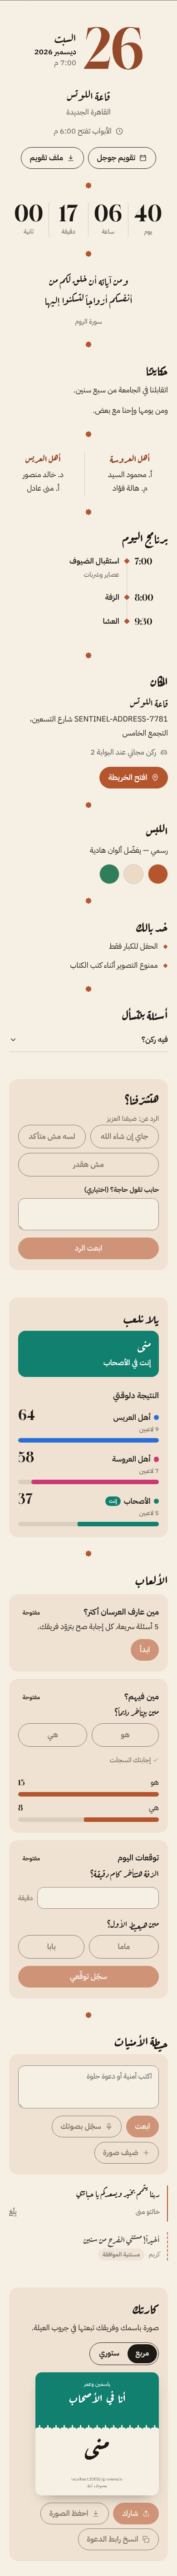 26
السبت
ديسمبر 2026
7:00 م
قاعة اللوتس
القاهرة الجديدة
الأبواب تفتح 6:00 م
تقويم جوجل
ملف تقويم
40 يوم
06 ساعة
17 دقيقة
00 ثانية
ومن آياته أن خلق لكم من
أنفسكم أزواجاً لتسكنوا إليها
سورة الروم
حكايتنا
اتقابلنا في الجامعة من سبع سنين.
ومن يومها وإحنا مع بعض.
أهل العروسة
أ. محمود السيد
م. هالة فؤاد
أهل العريس
د. خالد منصور
أ. منى عادل
برنامج اليوم
7:00 استقبال الضيوف
عصاير وشربات
8:00 الزفة
9:30 العشا
المكان
قاعة اللوتس
SENTINEL-ADDRESS-7781 شارع التسعين،
التجمع الخامس
ركن مجاني عند البوابة 2
افتح الخريطة
اللبس
رسمي — يفضّل ألوان هادية
خد بالك
الحفل للكبار فقط
ممنوع التصوير أثناء كتب الكتاب
أسئلة بتتسأل
فيه ركن؟
هتشرفنا؟
الرد عن: ضيفنا العزيز
جاي إن شاء الله
لسه مش متأكد
مش هقدر
حابب تقول حاجة؟ (اختياري)
ابعت الرد
يلا نلعب
منى
إنت في الأصحاب
النتيجة دلوقتي
أهل العريس 64
9 لاعبين
أهل العروسة 58
7 لاعبين
الأصحاب إنت 37
5 لاعبين
الألعاب
مين عارف العرسان أكتر؟ مفتوحة
5 أسئلة سريعة. كل إجابة صح بتزوّد فريقك.
ابدأ
مين فيهم؟ مفتوحة
مين بيتأخر دايماً؟
هو
هي
إجابتك اتسجلت
هو 15
هي 8
توقعات اليوم مفتوحة
الزفة هتتأخر كام دقيقة؟
دقيقة
مين هيعيط الأول؟
ماما
بابا
سجّل توقّعي
حيطة الأمنيات
اكتب أمنية أو دعوة حلوة
ابعت
سجّل بصوتك
ضيف صورة
ربنا يتمم بخير ويسعدكم يا حبايبي
خالتو منى
بلّغ
أخيراً! مستني الفرح من سنين
كريم
مستنية الموافقة
كارتك
صورة باسمك وفريقك تبعتها في جروب العيلة.
مربع
ستوري
ياسمين وعمر
أنا في الأصحاب
منى
شارك
احفظ الصورة
انسخ رابط الدعوة